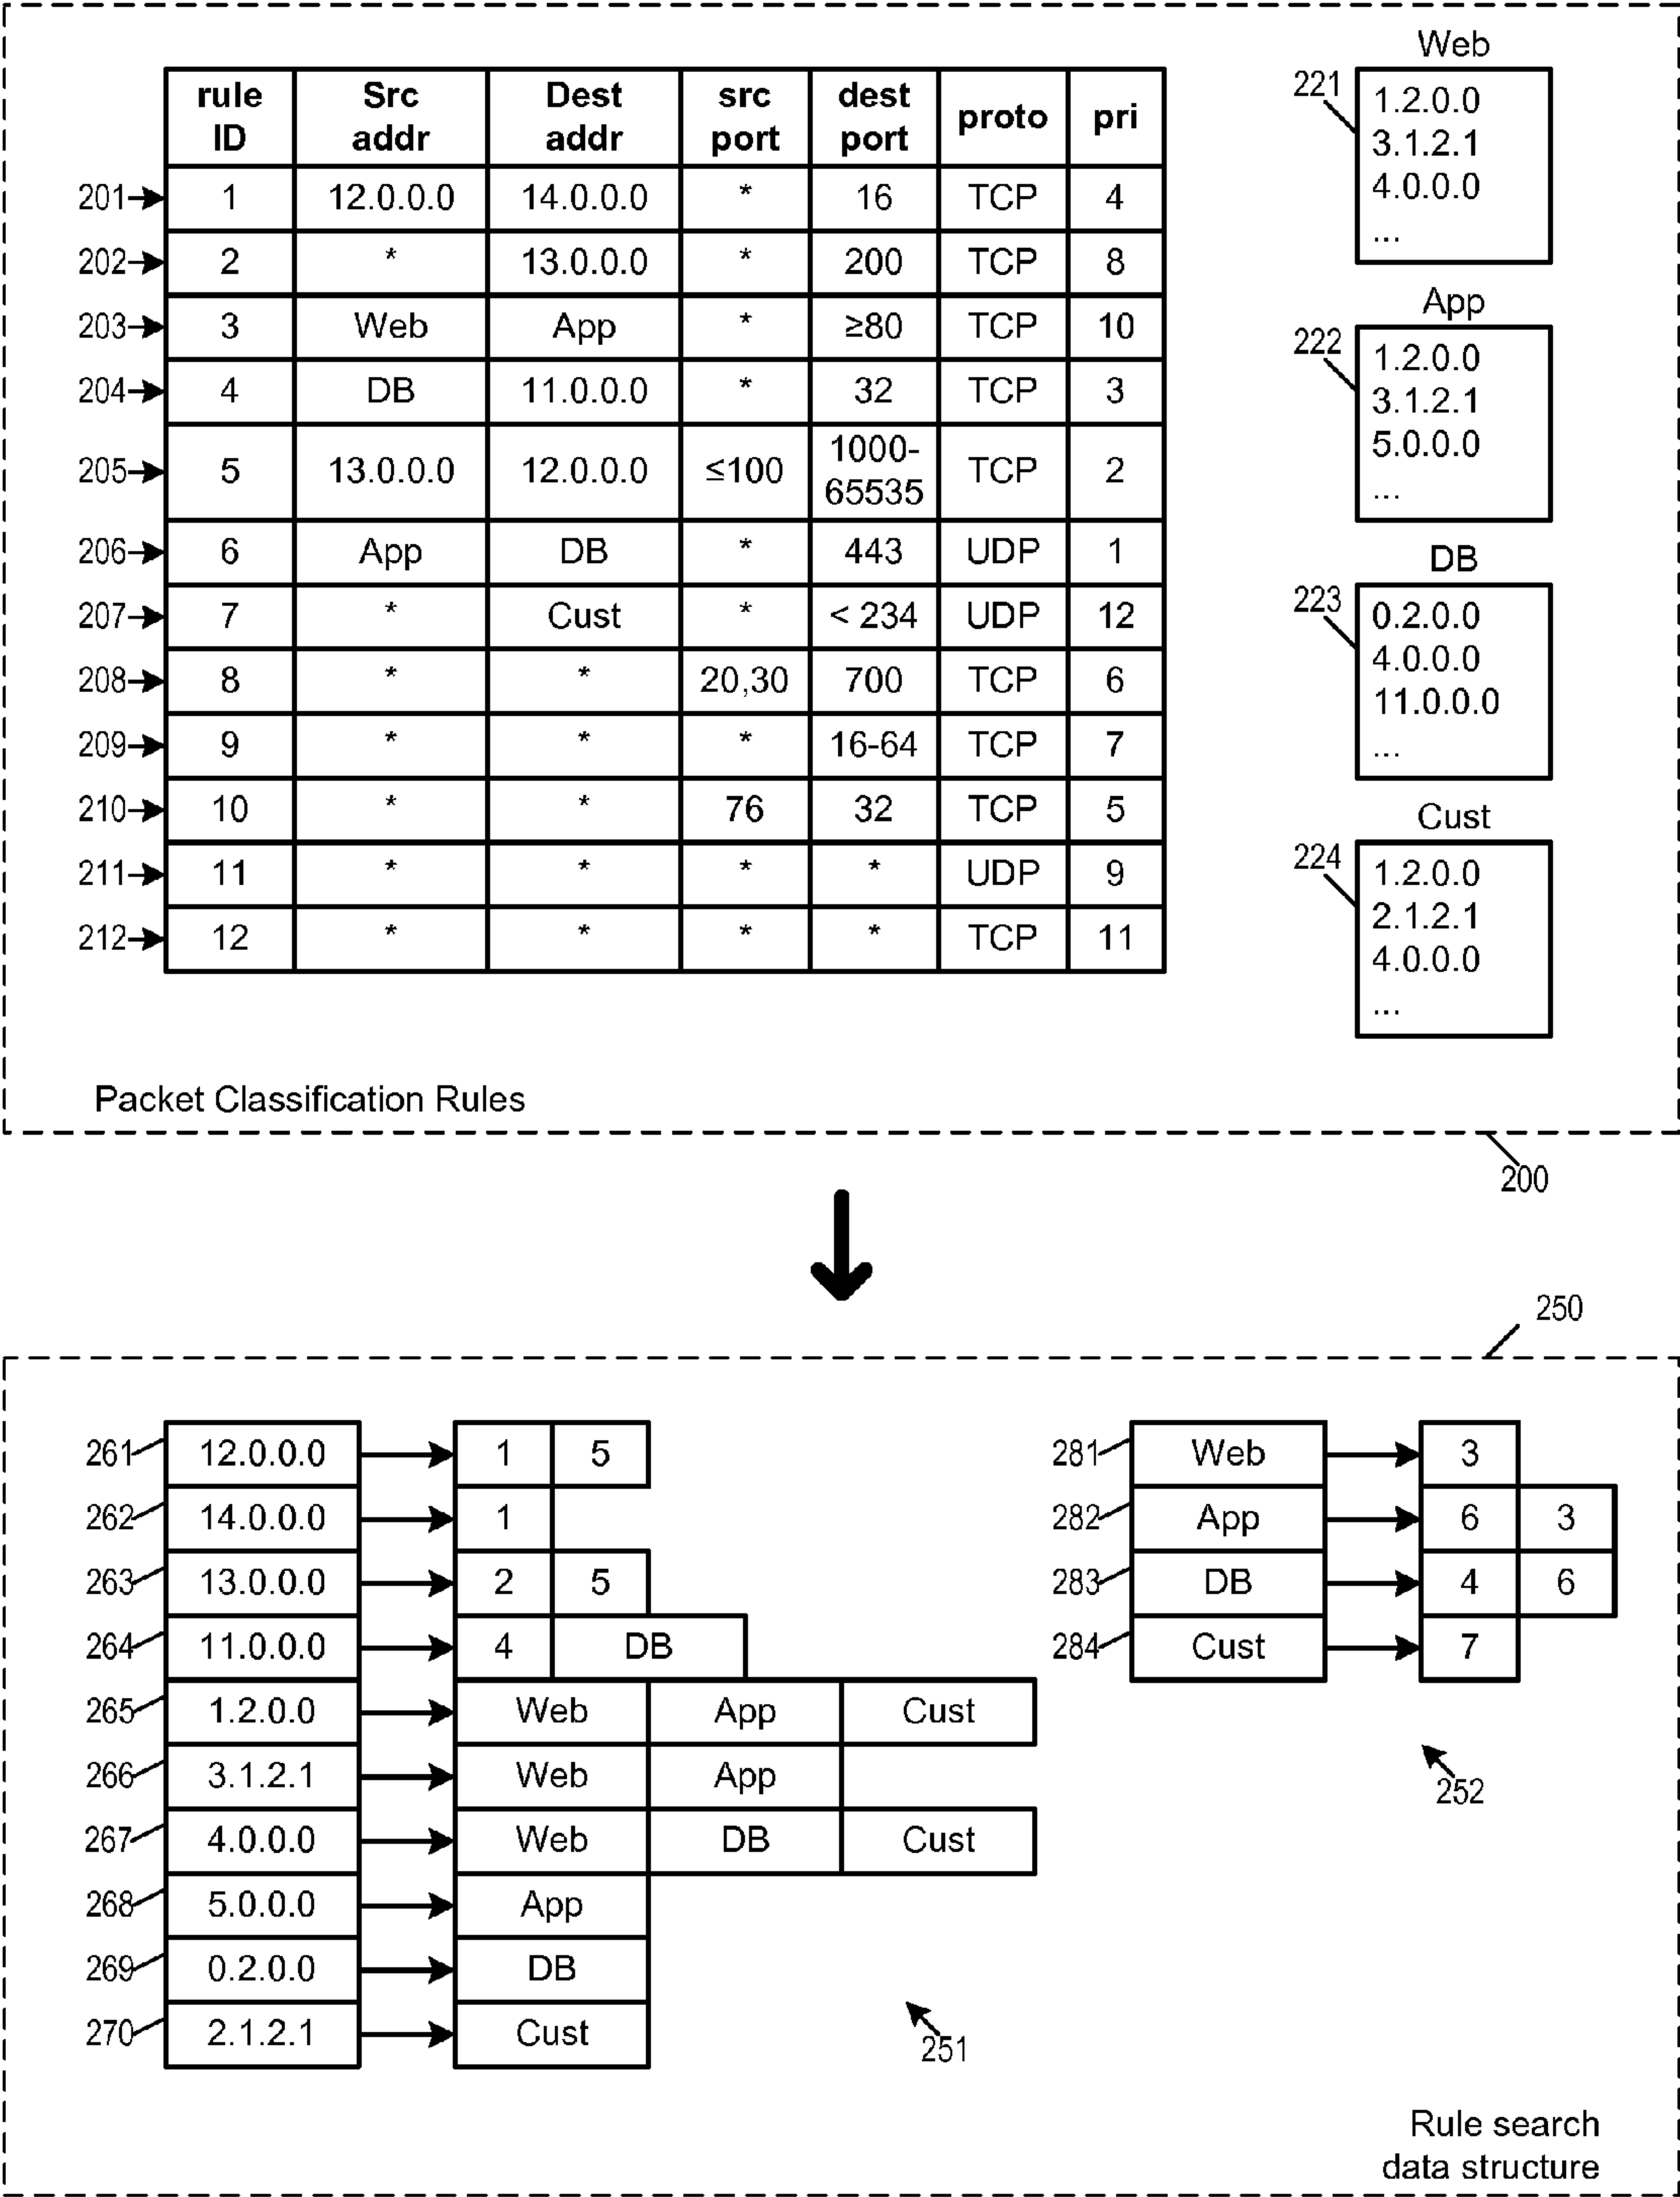 rule ID Src addr Dest addr src port dest port proto pri
201 1 12.0.0.0 14.0.0.0 * 16 TCP 4
202 2 * 13.0.0.0 * 200 TCP 8
203 3 Web App * ≥80 TCP 10
204 4 DB 11.0.0.0 * 32 TCP 3
205 5 13.0.0.0 12.0.0.0 ≤100 1000-65535 TCP 2
206 6 App DB * 443 UDP 1
207 7 * Cust * < 234 UDP 12
208 8 * * 20,30 700 TCP 6
209 9 * * * 16-64 TCP 7
210 10 * * 76 32 TCP 5
211 11 * * * * UDP 9
212 12 * * * * TCP 11
Web
221
1.2.0.0
3.1.2.1
4.0.0.0
...
App
222
1.2.0.0
3.1.2.1
5.0.0.0
...
DB
223
0.2.0.0
4.0.0.0
11.0.0.0
...
Cust
224
1.2.0.0
2.1.2.1
4.0.0.0
...
Packet Classification Rules
200
250
261 12.0.0.0 1 5
262 14.0.0.0 1
263 13.0.0.0 2 5
264 11.0.0.0 4 DB
265 1.2.0.0 Web App Cust
266 3.1.2.1 Web App
267 4.0.0.0 Web DB Cust
268 5.0.0.0 App
269 0.2.0.0 DB
270 2.1.2.1 Cust
251
281 Web 3
282 App 6 3
283 DB 4 6
284 Cust 7
252
Rule search
data structure